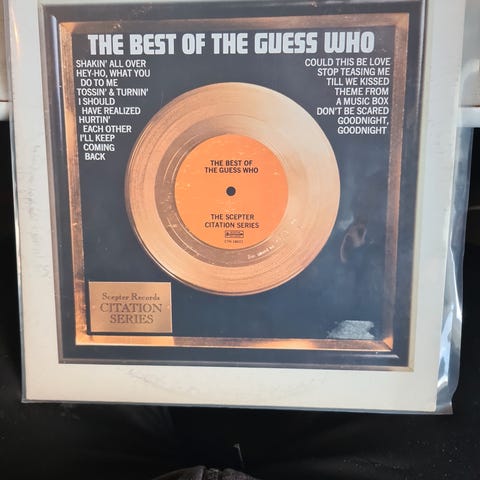 THE BEST OF THE GUESS WHO
SHAKIN' ALL OVER
HEY-HO, WHAT YOU
DO TO ME
TOSSIN' & TURNIN'
I SHOULD
HAVE REALIZED
HURTIN'
EACH OTHER
I'LL KEEP
COMING
BACK
COULD THIS BE LOVE
STOP TEASING ME
TILL WE KISSED
THEME FROM
A MUSIC BOX
DON'T BE SCARED
GOODNIGHT,
GOODNIGHT
THE BEST OF
THE GUESS WHO
THE SCEPTER
CITATION SERIES
Scepter Records
CITATION
SERIES